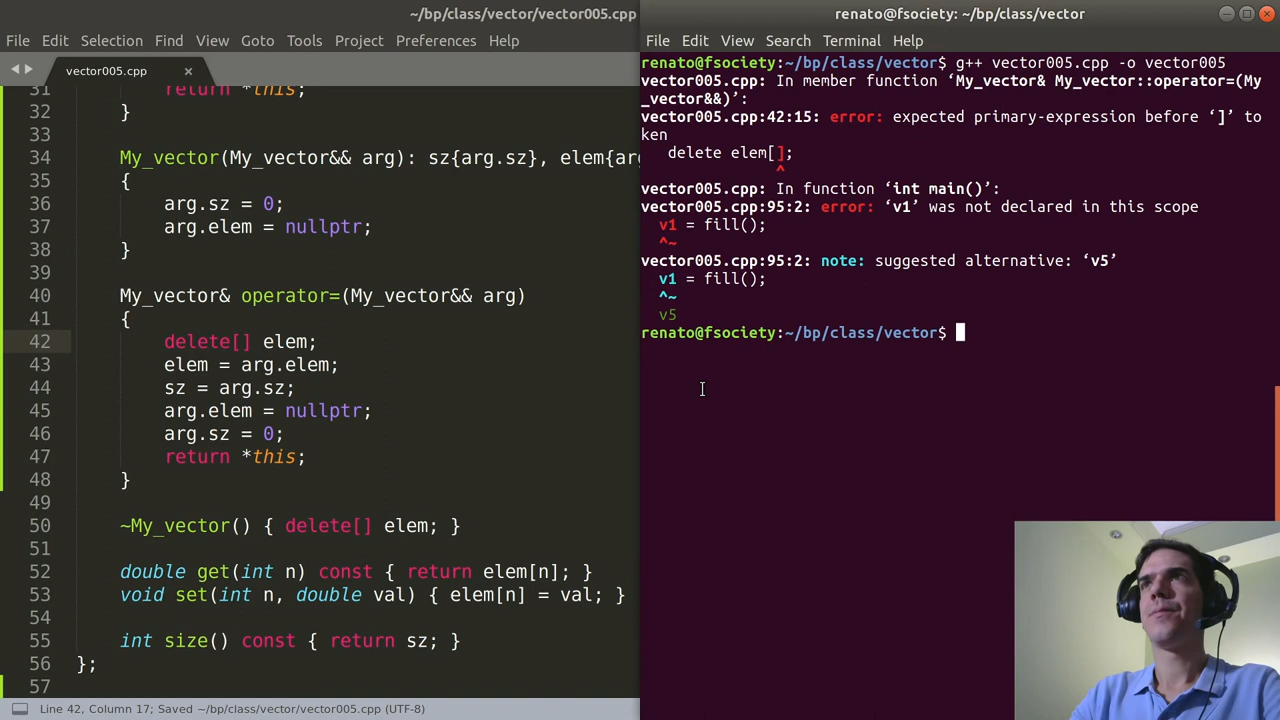 ~/bp/class/vector/vector005.cpp
File Edit Selection Find View Goto Tools Project Preferences Help
vector005.cpp ×
31 return *this;
32 }
33
34 My_vector(My_vector&& arg): sz{arg.sz}, elem{arg
35 {
36 arg.sz = 0;
37 arg.elem = nullptr;
38 }
39
40 My_vector& operator=(My_vector&& arg)
41 {
42 delete[] elem;
43 elem = arg.elem;
44 sz = arg.sz;
45 arg.elem = nullptr;
46 arg.sz = 0;
47 return *this;
48 }
49
50 ~My_vector() { delete[] elem; }
51
52 double get(int n) const { return elem[n]; }
53 void set(int n, double val) { elem[n] = val; }
54
55 int size() const { return sz; }
56 };
57
Line 42, Column 17; Saved ~/bp/class/vector/vector005.cpp (UTF-8)
renato@fsociety: ~/bp/class/vector
File Edit View Search Terminal Help
renato@fsociety:~/bp/class/vector$ g++ vector005.cpp -o vector005
vector005.cpp: In member function ‘My_vector& My_vector::operator=(My
_vector&&)’:
vector005.cpp:42:15: error: expected primary-expression before ‘]’ to
ken
delete elem[];
^
vector005.cpp: In function ‘int main()’:
vector005.cpp:95:2: error: ‘v1’ was not declared in this scope
v1 = fill();
^~
vector005.cpp:95:2: note: suggested alternative: ‘v5’
v1 = fill();
^~
v5
renato@fsociety:~/bp/class/vector$